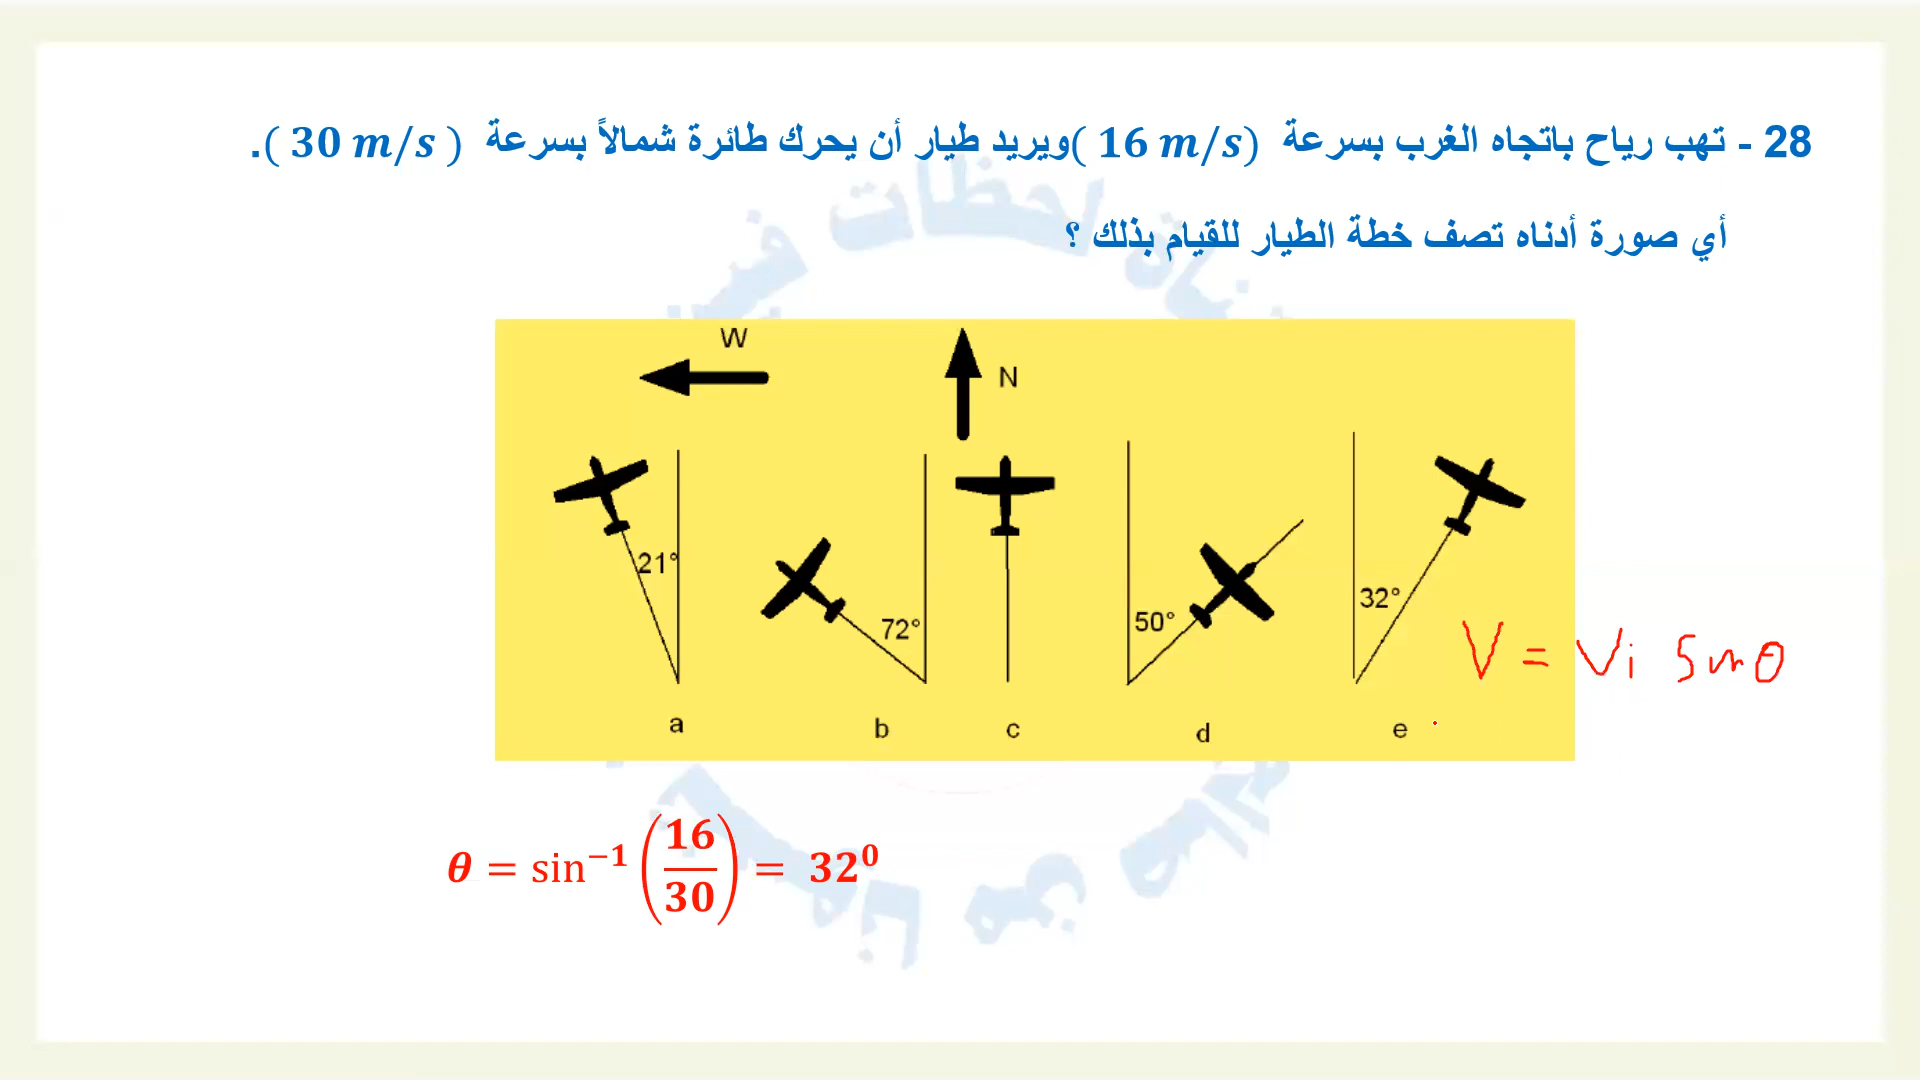 28 - تهب رياح باتجاه الغرب بسرعة (16 m/s) ويريد طيار أن يحرك طائرة شمالاً بسرعة (30 m/s).
أي صورة أدناه تصف خطة الطيار للقيام بذلك ؟
W
N
21°
72°
50°
32°
a
b
c
d
e
V = Vi Sinθ
θ = sin⁻¹(16/30) = 32⁰